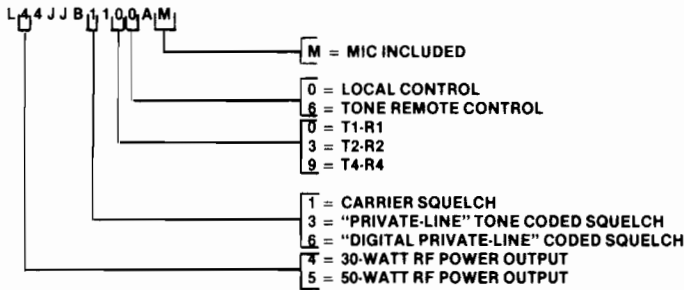 L44JJB1100AM
M = MIC INCLUDED
0 = LOCAL CONTROL
6 = TONE REMOTE CONTROL
0 = T1-R1
3 = T2-R2
9 = T4-R4
1 = CARRIER SQUELCH
3 = "PRIVATE-LINE" TONE CODED SQUELCH
6 = "DIGITAL PRIVATE-LINE" CODED SQUELCH
4 = 30-WATT RF POWER OUTPUT
5 = 50-WATT RF POWER OUTPUT